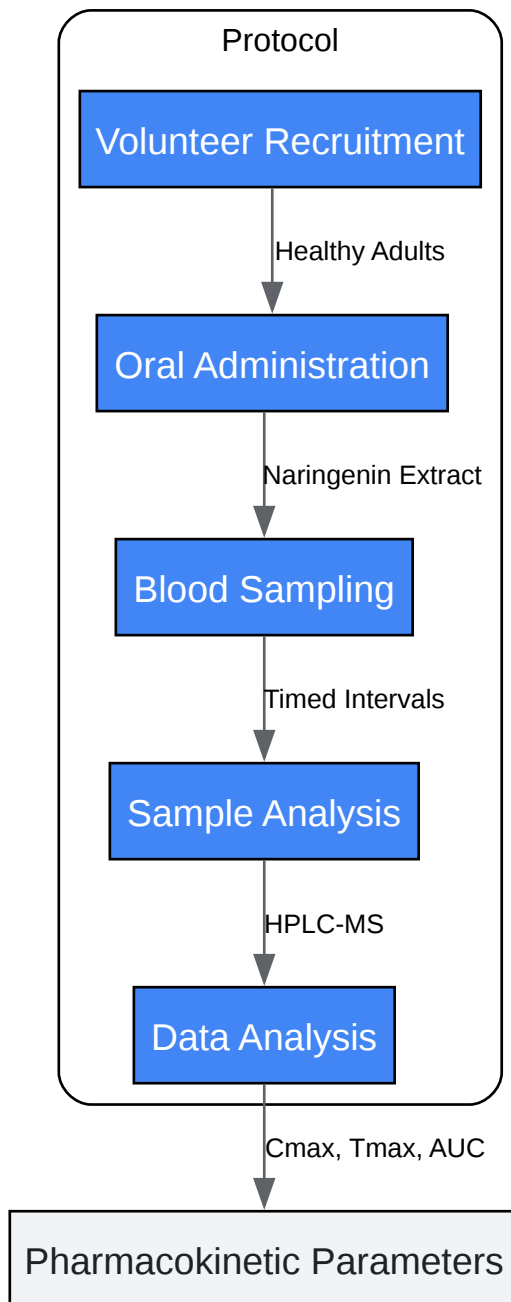 Protocol
Volunteer Recruitment
Healthy Adults
Oral Administration
Naringenin Extract
Blood Sampling
Timed Intervals
Sample Analysis
HPLC-MS
Data Analysis
Cmax, Tmax, AUC
Pharmacokinetic Parameters